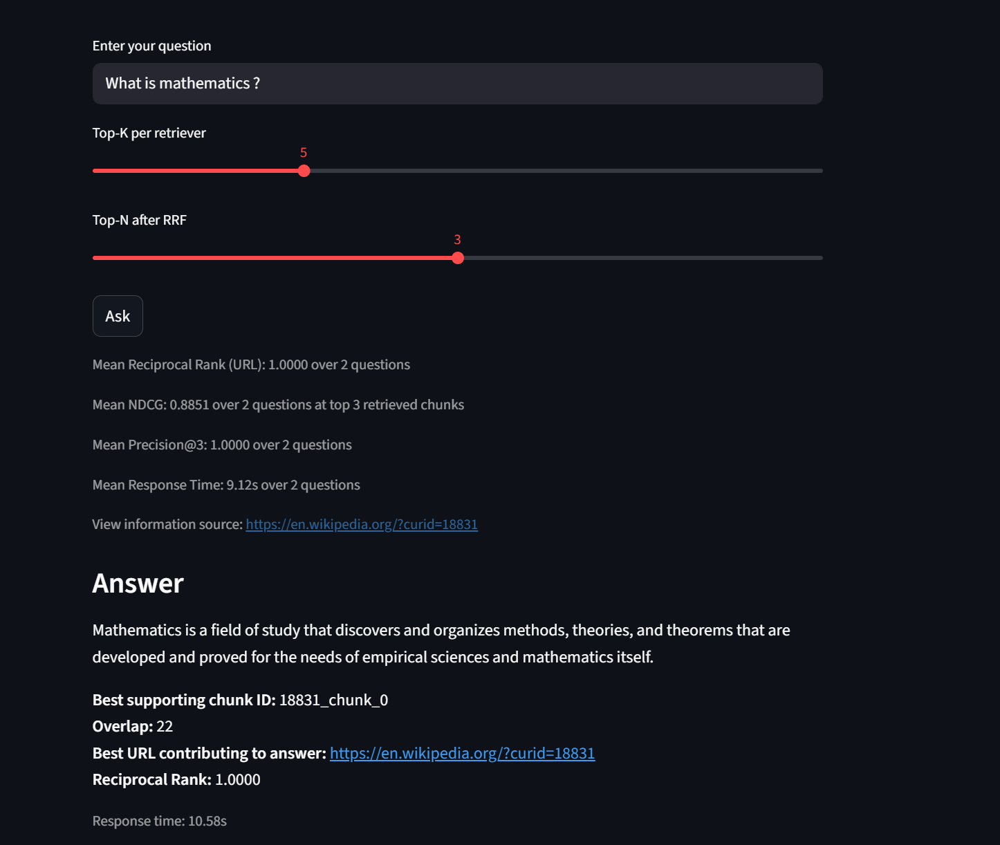 Enter your question
What is mathematics ?
Top-K per retriever
5
Top-N after RRF
3
Ask
Mean Reciprocal Rank (URL): 1.0000 over 2 questions
Mean NDCG: 0.8851 over 2 questions at top 3 retrieved chunks
Mean Precision@3: 1.0000 over 2 questions
Mean Response Time: 9.12s over 2 questions
View information source: https://en.wikipedia.org/?curid=18831
Answer
Mathematics is a field of study that discovers and organizes methods, theories, and theorems that are
developed and proved for the needs of empirical sciences and mathematics itself.
Best supporting chunk ID: 18831_chunk_0
Overlap: 22
Best URL contributing to answer: https://en.wikipedia.org/?curid=18831
Reciprocal Rank: 1.0000
Response time: 10.58s